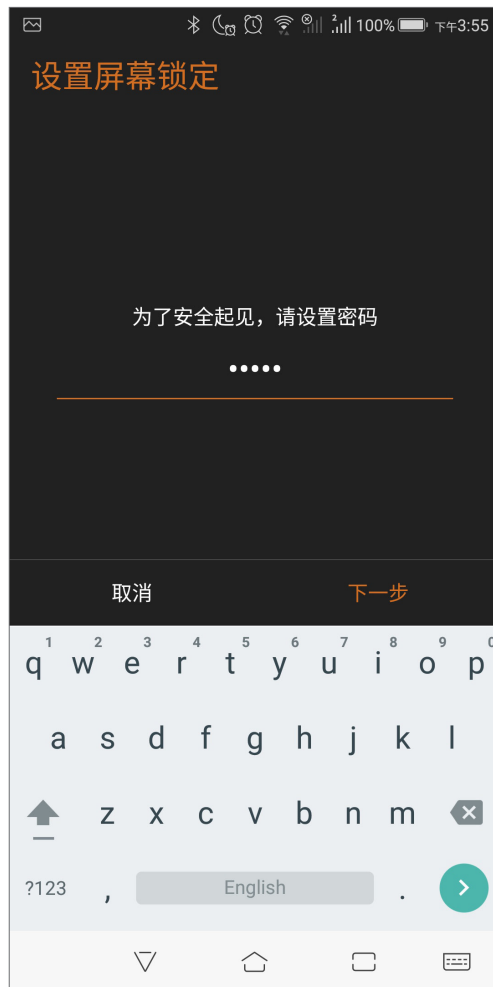 2 100% 下午3:55
设置屏幕锁定
为了安全起见，请设置密码
•••••
取消 下一步
1 2 3 4 5 6 7 8 9 0
q w e r t y u i o p
a s d f g h j k l
z x c v b n m
?123 , English .